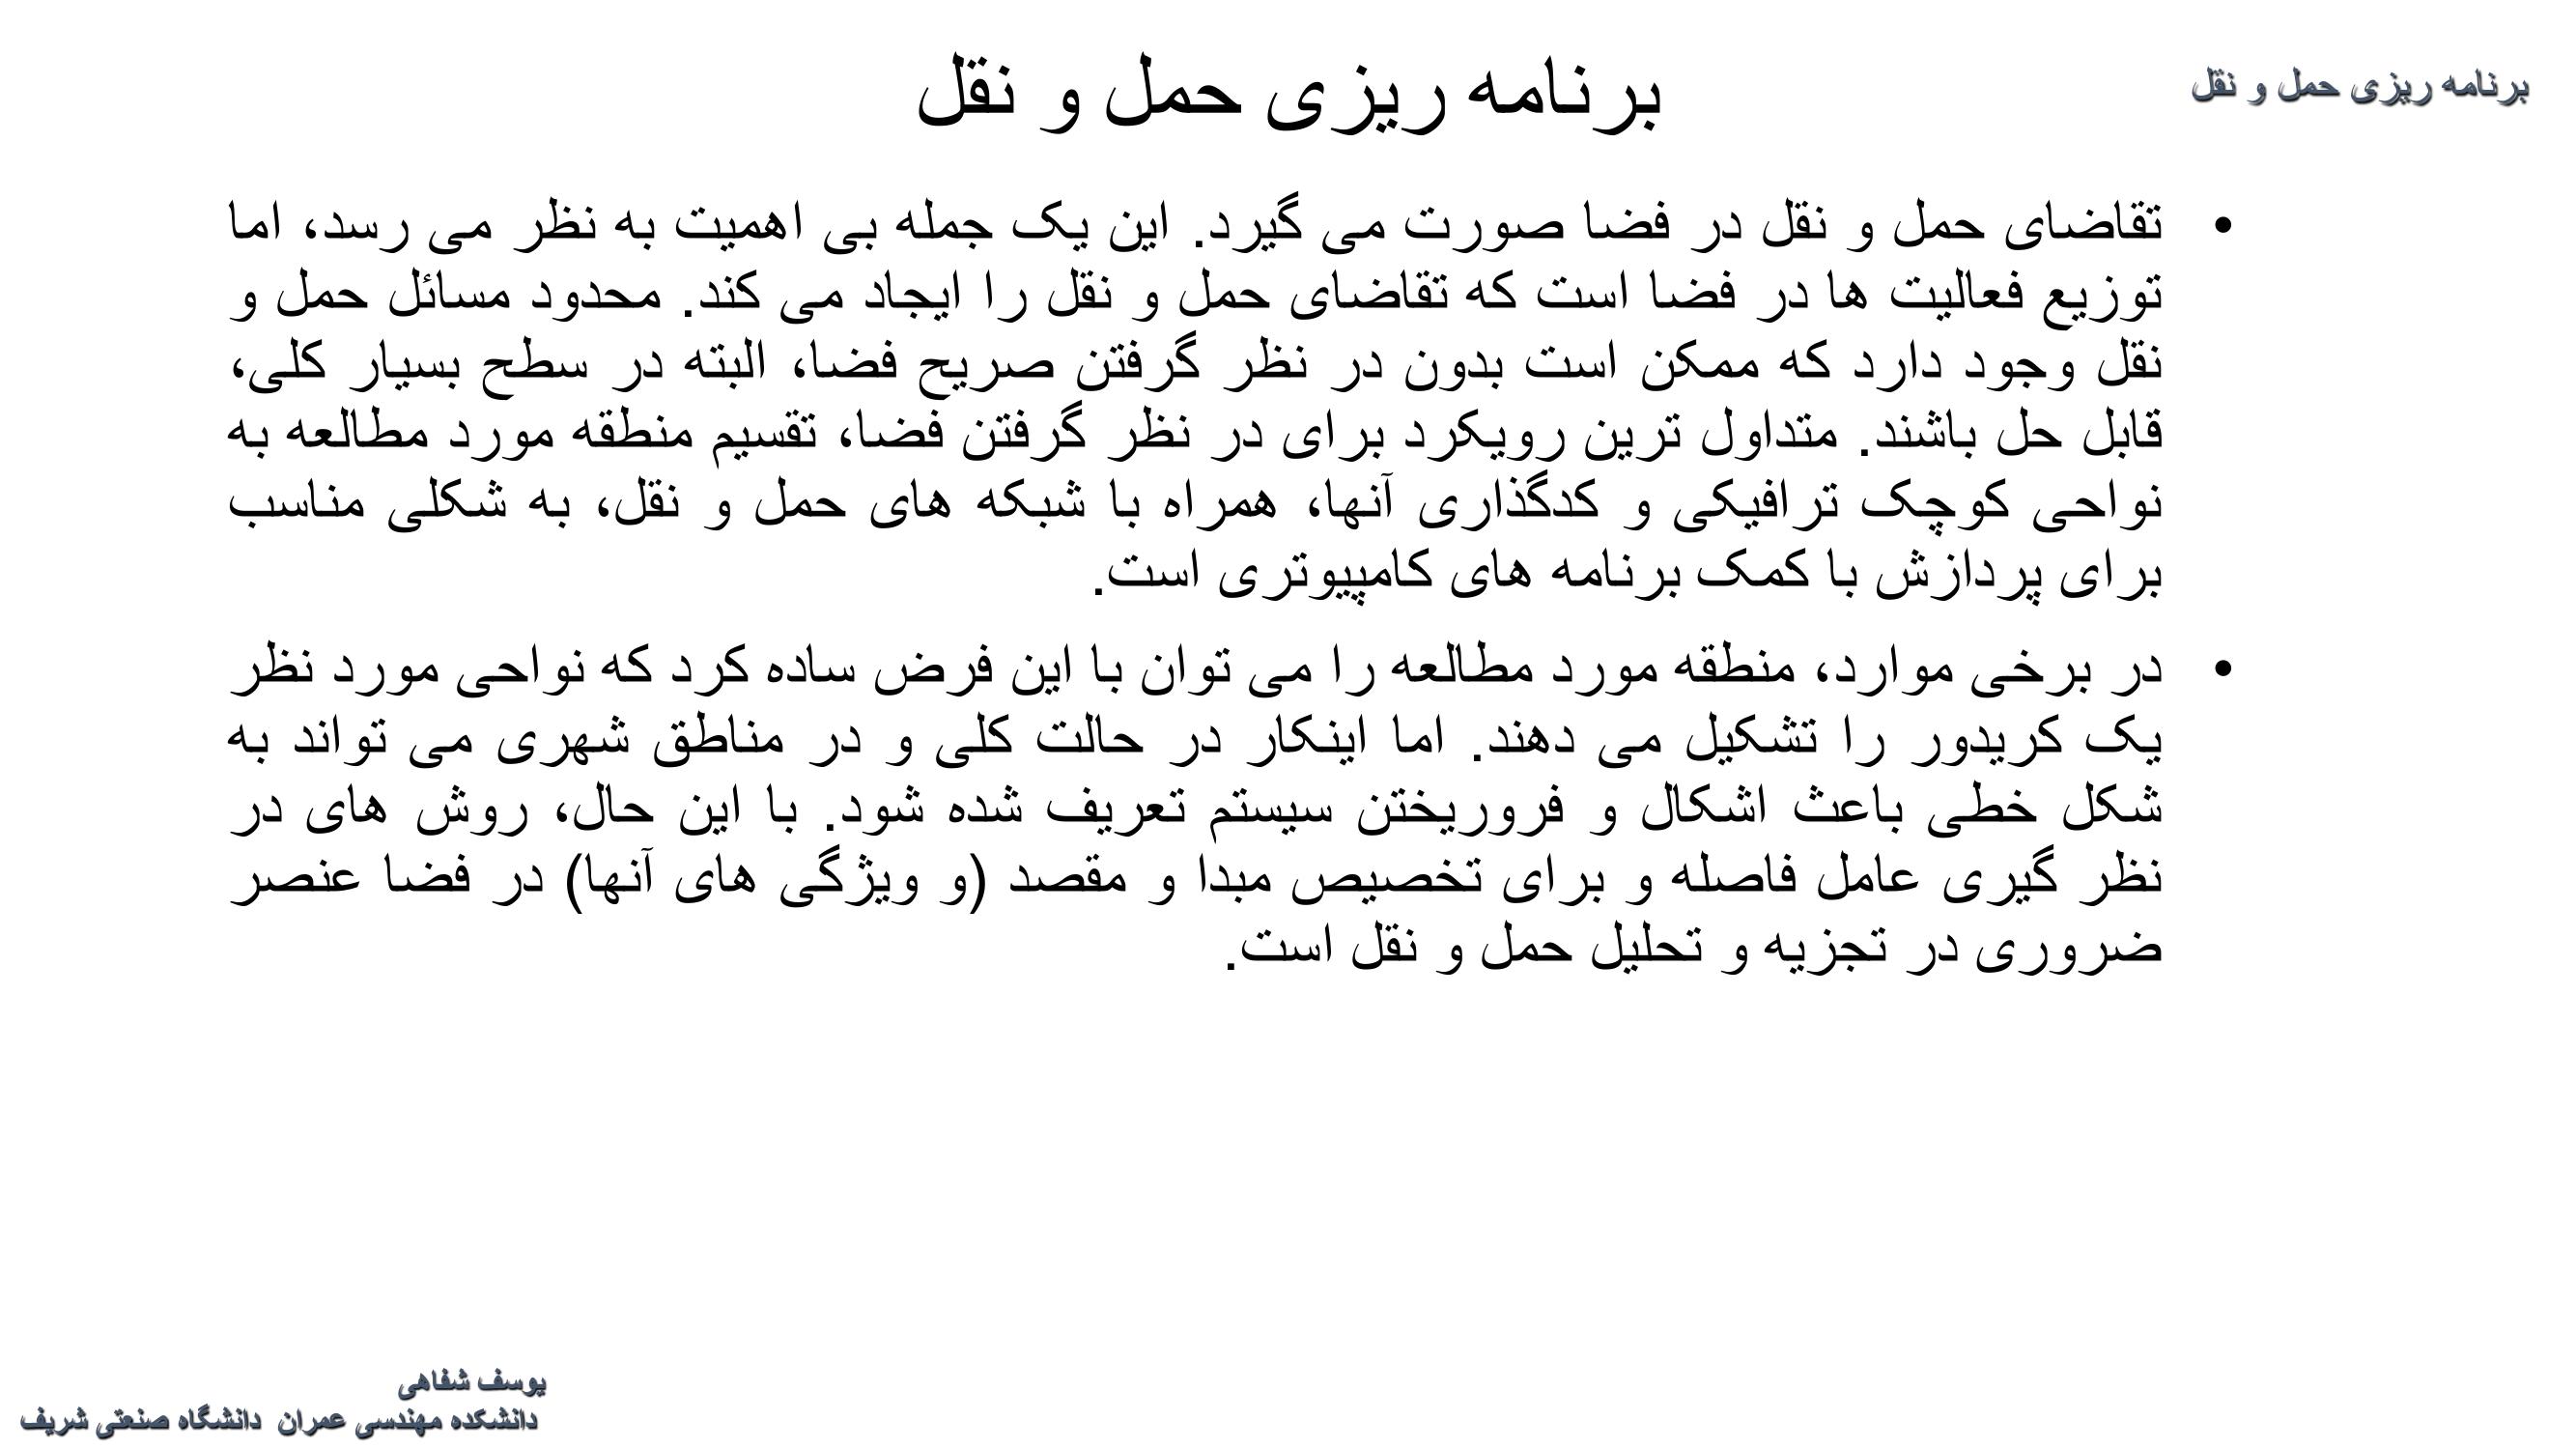 برنامه ریزی حمل و نقل
برنامه ریزی حمل و نقل
• تقاضای حمل و نقل در فضا صورت می گیرد. این یک جمله بی اهمیت به نظر می رسد، اما
توزیع فعالیت ها در فضا است که تقاضای حمل و نقل را ایجاد می کند. محدود مسائل حمل و
نقل وجود دارد که ممکن است بدون در نظر گرفتن صریح فضا، البته در سطح بسیار کلی،
قابل حل باشند. متداول ترین رویکرد برای در نظر گرفتن فضا، تقسیم منطقه مورد مطالعه به
نواحی کوچک ترافیکی و کدگذاری آنها، همراه با شبکه های حمل و نقل، به شکلی مناسب
برای پردازش با کمک برنامه های کامپیوتری است.
• در برخی موارد، منطقه مورد مطالعه را می توان با این فرض ساده کرد که نواحی مورد نظر
یک کریدور را تشکیل می دهند. اما اینکار در حالت کلی و در مناطق شهری می تواند به
شکل خطی باعث اشکال و فروریختن سیستم تعریف شده شود. با این حال، روش های در
نظر گیری عامل فاصله و برای تخصیص مبدا و مقصد (و ویژگی های آنها) در فضا عنصر
ضروری در تجزیه و تحلیل حمل و نقل است.
یوسف شفاهی
دانشکده مهندسی عمران دانشگاه صنعتی شریف